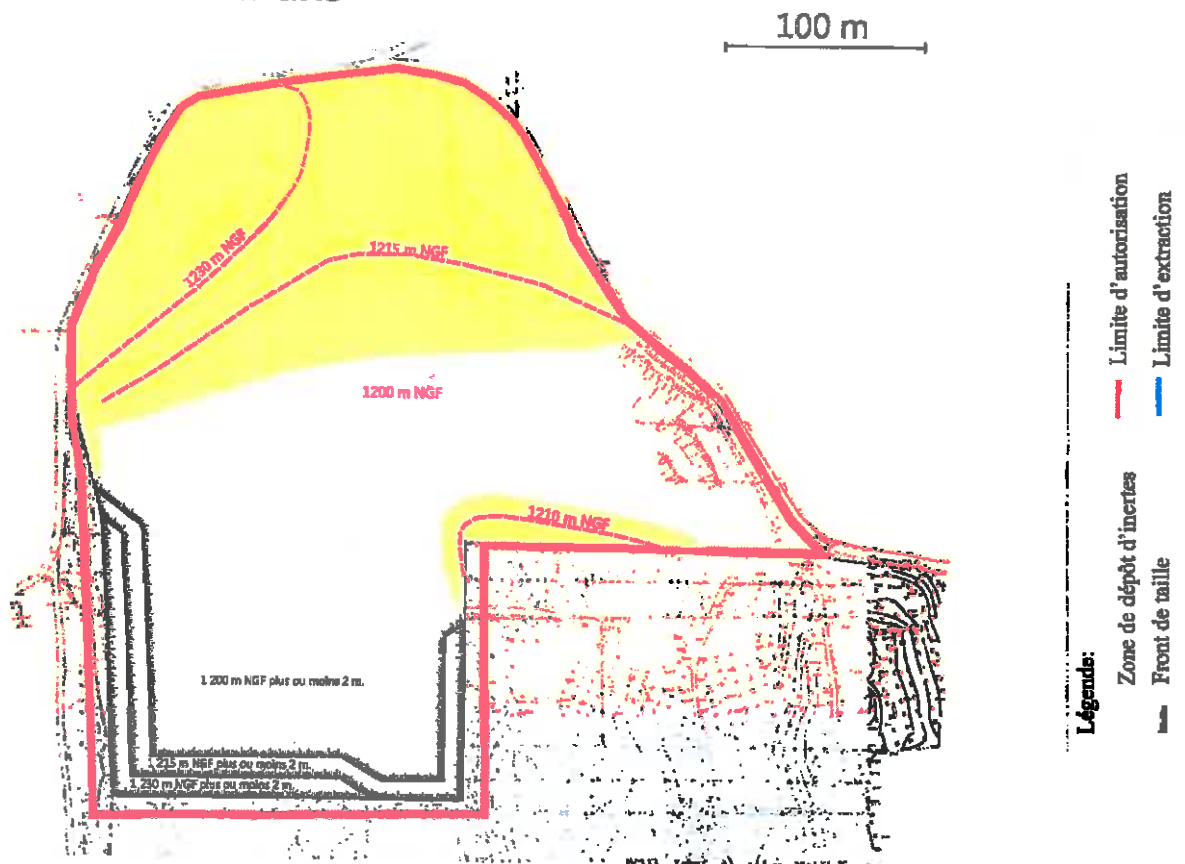 100 m
1230 m NGF
1215 m NGF
1200 m NGF
1210 m NGF
1 200 m NGF plus ou moins 2 m.
1 215 m NGF plus ou moins 2 m.
1 230 m NGF plus ou moins 2 m.
Légende:
Zone de dépôt d'inertes
Front de taille
Limite d'autorisation
Limite d'extraction